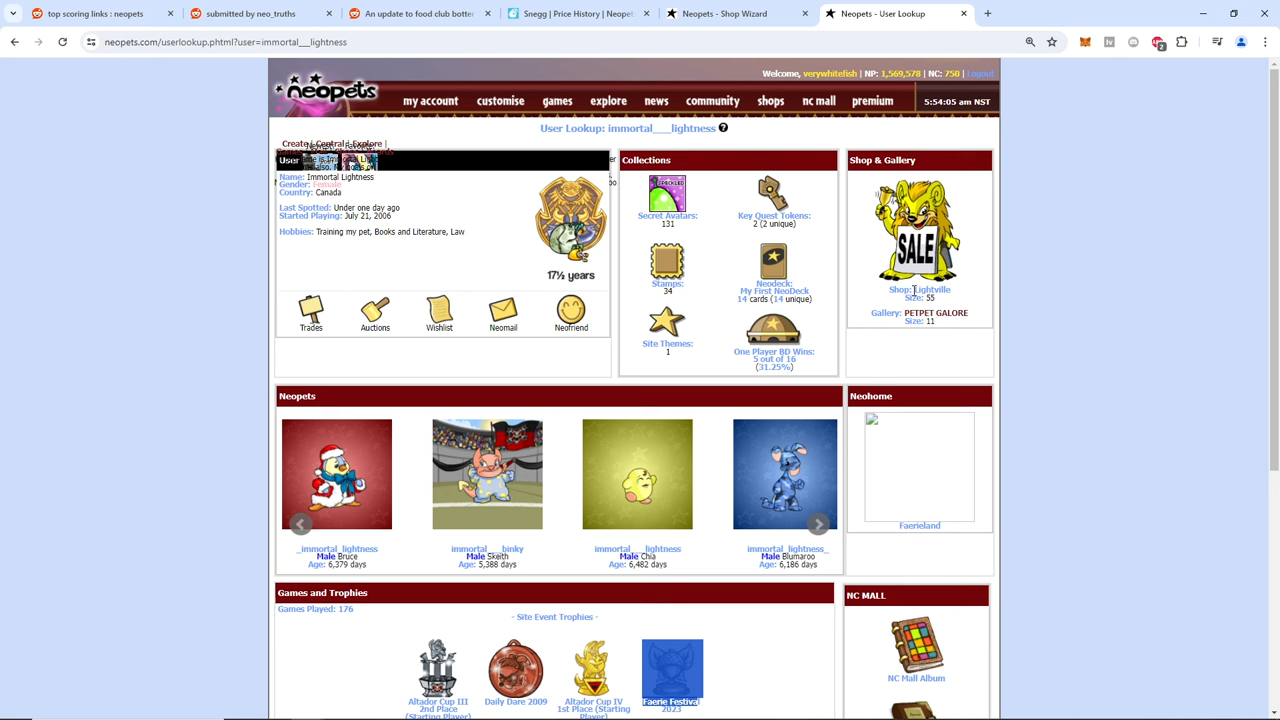 top scoring links : neopets
submitted by neo_truths
An update to food club bettor
Snegg | Price History | Neopet
Neopets - Shop Wizard
Neopets - User Lookup
neopets.com/userlookup.phtml?user=immortal__lightness
Welcome, verywhitefish | NP: 1,569,578 | NC: 750 | Logout
neopets
my account customise games explore news community shops nc mall premium 5:54:05 am NST
User Lookup: immortal___lightness
Create | Central | Explore |
User
Name: Immortal Lightness
Gender: Female
Country: Canada
Last Spotted: Under one day ago
Started Playing: July 21, 2006
Hobbies: Training my pet, Books and Literature, Law
17½ years
Trades Auctions Wishlist Neomail Neofriend
Collections
SPECKLED
Secret Avatars:
131
Key Quest Tokens:
2 (2 unique)
Stamps:
34
Neodeck:
My First NeoDeck
14 cards (14 unique)
Site Themes:
1
One Player BD Wins:
5 out of 16
(31.25%)
Shop & Gallery
SALE
Shop: Lightville
Size: 55
Gallery: PETPET GALORE
Size: 11
Neopets
_immortal_lightness
Male Bruce
Age: 6,379 days
immortal___binky
Male Skeith
Age: 5,388 days
immortal___lightness
Male Chia
Age: 6,482 days
immortal_lightness_
Male Blumaroo
Age: 6,186 days
Neohome
Faerieland
Games and Trophies
Games Played: 176
- Site Event Trophies -
Altador Cup III
2nd Place
(Starting Player)
Daily Dare 2009
Altador Cup IV
1st Place (Starting
Player)
Faerie Festival
2023
NC MALL
NC Mall Album